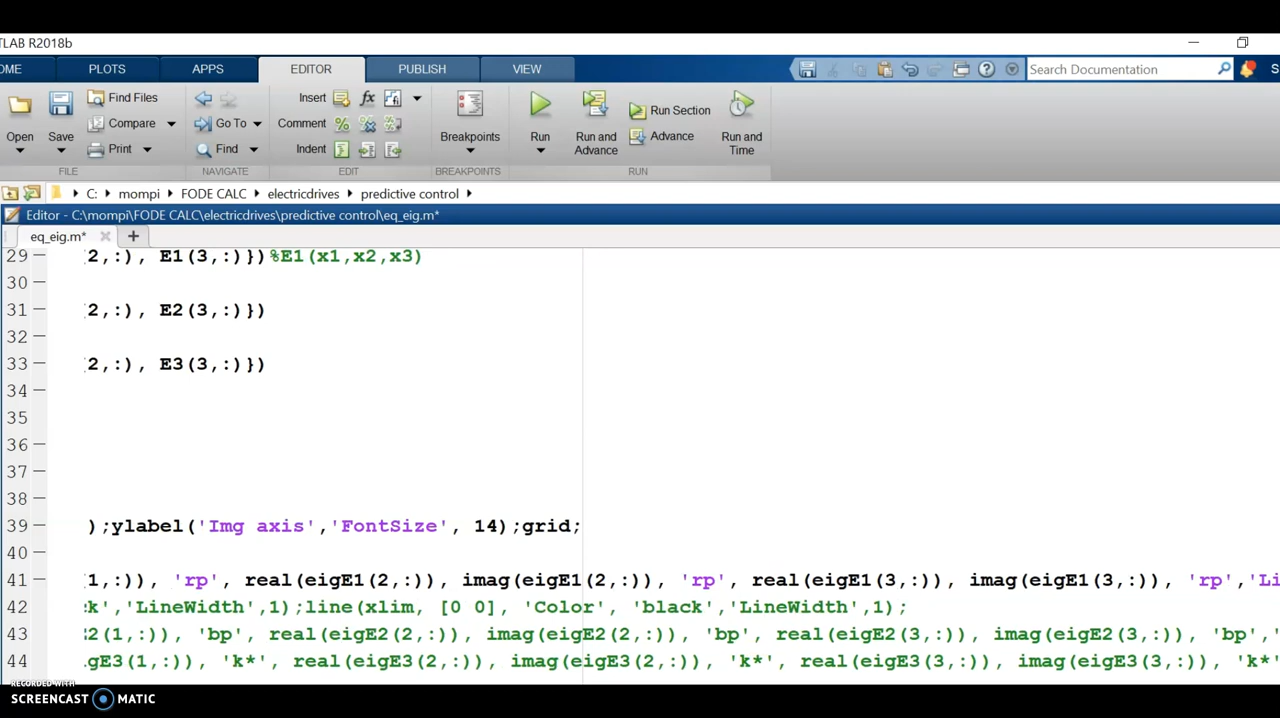 TLAB R2018b
OME PLOTS APPS EDITOR PUBLISH VIEW Search Documentation S
Find Files Insert fx Run Section
Compare Go To Comment Advance
Open Save Print Find Indent Breakpoints Run Run and Advance Run and Time
FILE NAVIGATE EDIT BREAKPOINTS RUN
C: mompi FODE CALC electricdrives predictive control
Editor - C:\mompi\FODE CALC\electricdrives\predictive control\eq_eig.m*
eq_eig.m* +
29 2,:), E1(3,:)})%E1(x1,x2,x3)
30
31 2,:), E2(3,:)})
32
33 2,:), E3(3,:)})
34
35
36
37
38
39 );ylabel('Img axis','FontSize', 14);grid;
40
41 1,:)), 'rp', real(eigE1(2,:)), imag(eigE1(2,:)), 'rp', real(eigE1(3,:)), imag(eigE1(3,:)), 'rp','Li
42 k','LineWidth',1);line(xlim, [0 0], 'Color', 'black','LineWidth',1);
43 E2(1,:)), 'bp', real(eigE2(2,:)), imag(eigE2(2,:)), 'bp', real(eigE2(3,:)), imag(eigE2(3,:)), 'bp','
44 gE3(1,:)), 'k*', real(eigE3(2,:)), imag(eigE3(2,:)), 'k*', real(eigE3(3,:)), imag(eigE3(3,:)), 'k*'
RECORDED WITH
SCREENCAST MATIC